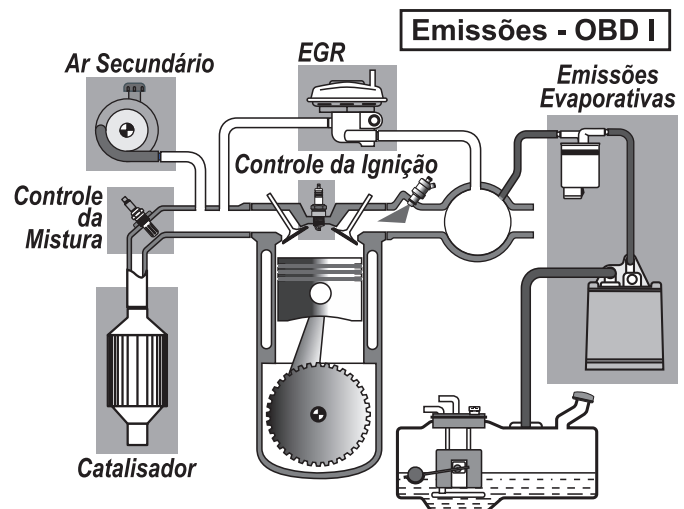 Emissões - OBD I
Ar Secundário
EGR
Emissões
Evaporativas
Controle da Ignição
Controle
da
Mistura
Catalisador